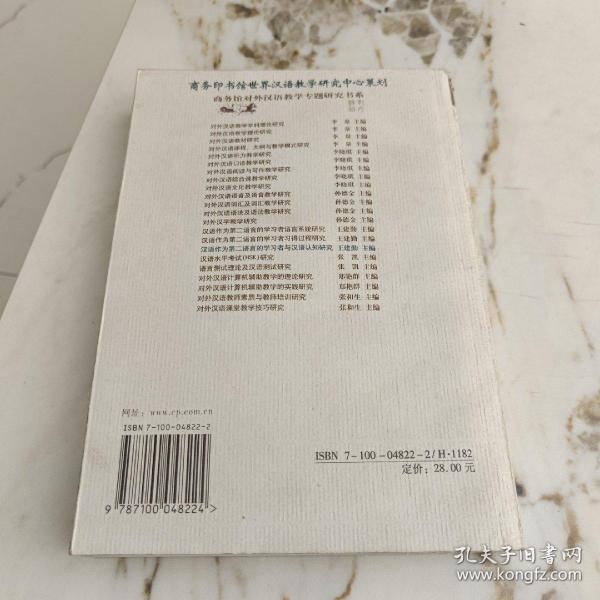 商务印书馆世界汉语教学研究中心策划
商务馆对外汉语教学专题研究书系
对外汉语教学学科理论研究 李 泉 主编
对外汉语教学理论研究 李 泉 主编
对外汉语教材研究 李 泉 主编
对外汉语课程、大纲与教学模式研究 李 泉 主编
对外汉语听力教学研究 李晓琪 主编
对外汉语口语教学研究 李晓琪 主编
对外汉语阅读与写作教学研究 李晓琪 主编
对外汉语综合课教学研究 李晓琪 主编
对外汉语文化教学研究 李晓琪 主编
对外汉语语音及语音教学研究 孙德金 主编
对外汉语词汇及词汇教学研究 孙德金 主编
对外汉语语法及语法教学研究 孙德金 主编
对外汉字教学研究 孙德金 主编
汉语作为第二语言的学习者语言系统研究 王建勤 主编
汉语作为第二语言的学习者习得过程研究 王建勤 主编
汉语作为第二语言的学习者与汉语认知研究 王建勤 主编
汉语水平考试(HSK)研究 张 凯 主编
语言测试理论及汉语测试研究 张 凯 主编
对外汉语计算机辅助教学的理论研究 郑艳群 主编
对外汉语计算机辅助教学的实践研究 郑艳群 主编
对外汉语教师素质与教师培训研究 张和生 主编
对外汉语课堂教学技巧研究 张和生 主编
网址：www.cp.com.cn
ISBN 7-100-04822-2
9 787100 048224 >
ISBN 7-100-04822-2/H·1182
定价：28.00 元
孔夫子旧书网
www.kongfz.com